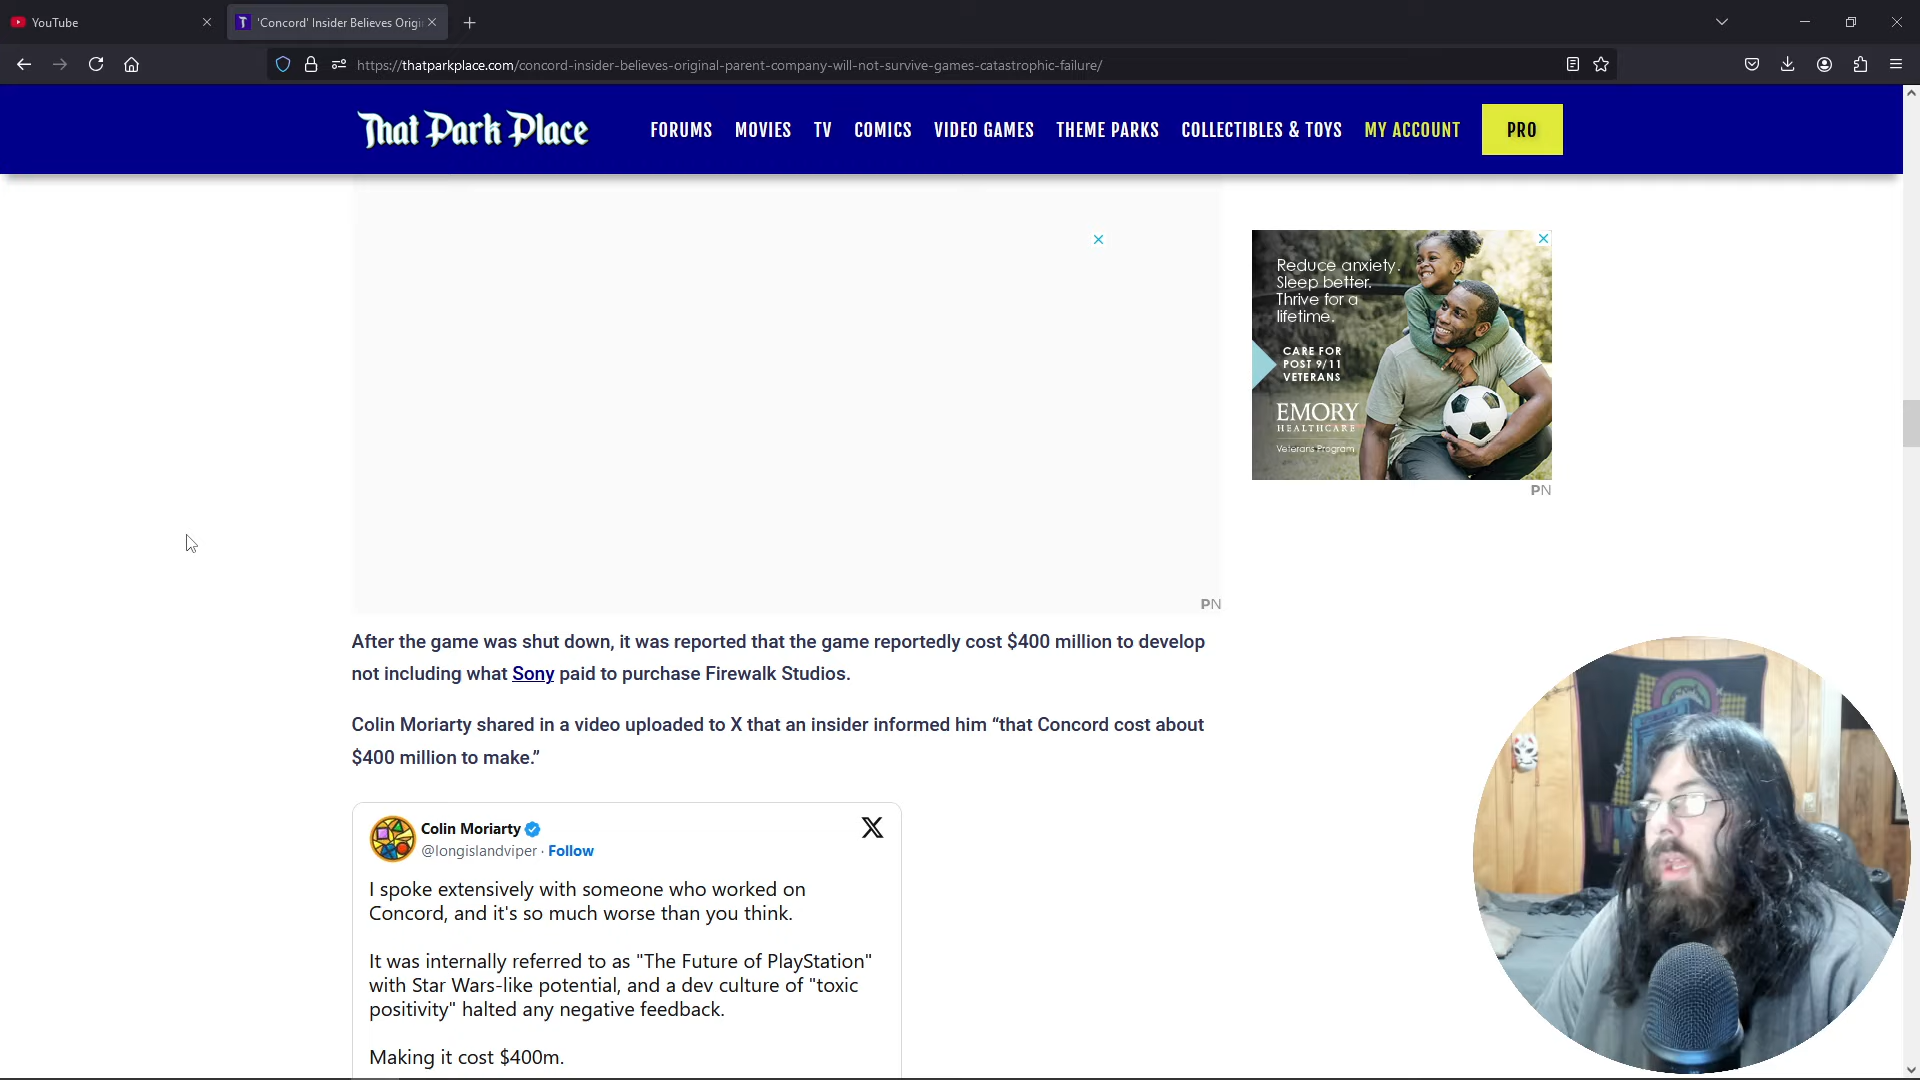 YouTube
'Concord' Insider Believes Origi
https://thatparkplace.com/concord-insider-believes-original-parent-company-will-not-survive-games-catastrophic-failure/
That Park Place
FORUMS MOVIES TV COMICS VIDEO GAMES THEME PARKS COLLECTIBLES & TOYS MY ACCOUNT PRO
Reduce anxiety.
Sleep better.
Thrive for a
lifetime.
CARE FOR
POST 9/11
VETERANS
EMORY
HEALTHCARE
Veterans Program
PN
PN
After the game was shut down, it was reported that the game reportedly cost $400 million to develop
not including what Sony paid to purchase Firewalk Studios.
Colin Moriarty shared in a video uploaded to X that an insider informed him “that Concord cost about
$400 million to make.”
Colin Moriarty
@longislandviper · Follow
I spoke extensively with someone who worked on
Concord, and it's so much worse than you think.
It was internally referred to as "The Future of PlayStation"
with Star Wars-like potential, and a dev culture of "toxic
positivity" halted any negative feedback.
Making it cost $400m.